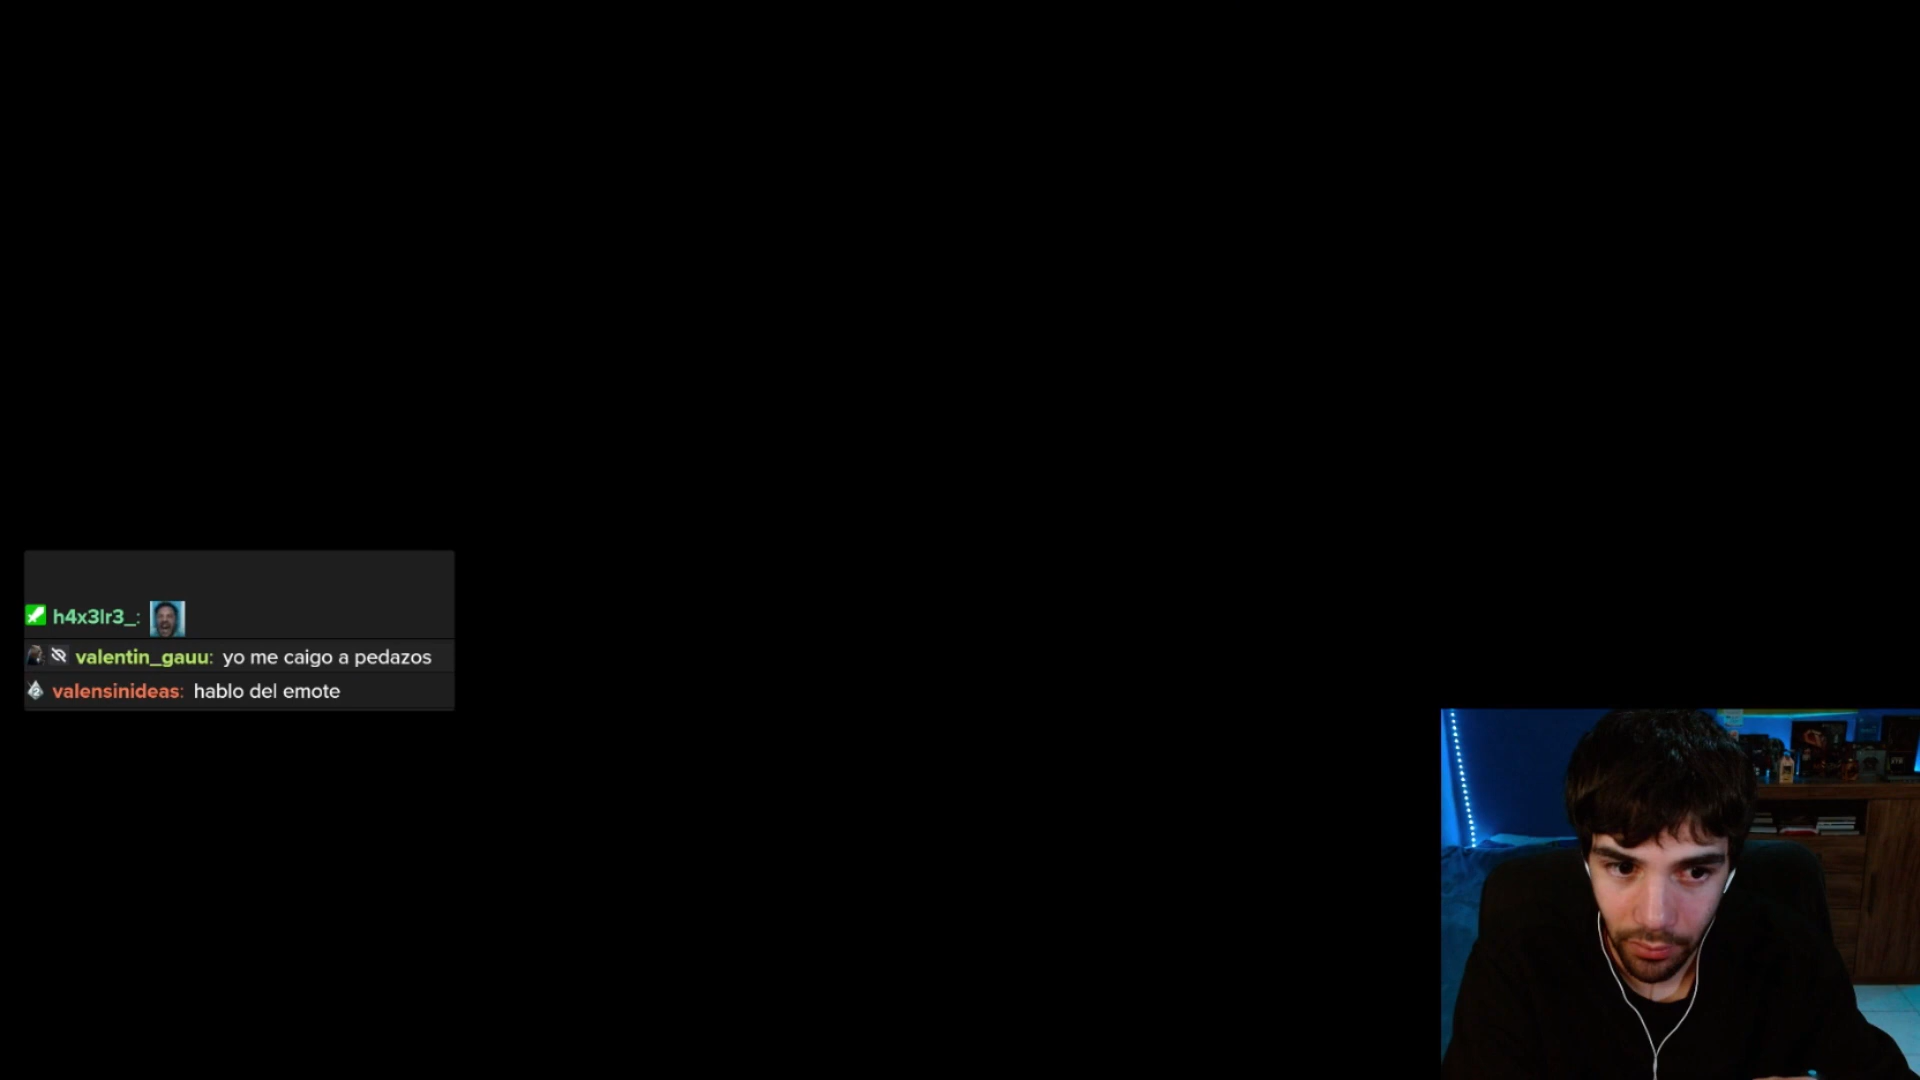 h4x3lr3_:
valentin_gauu: yo me caigo a pedazos
valensinideas: hablo del emote